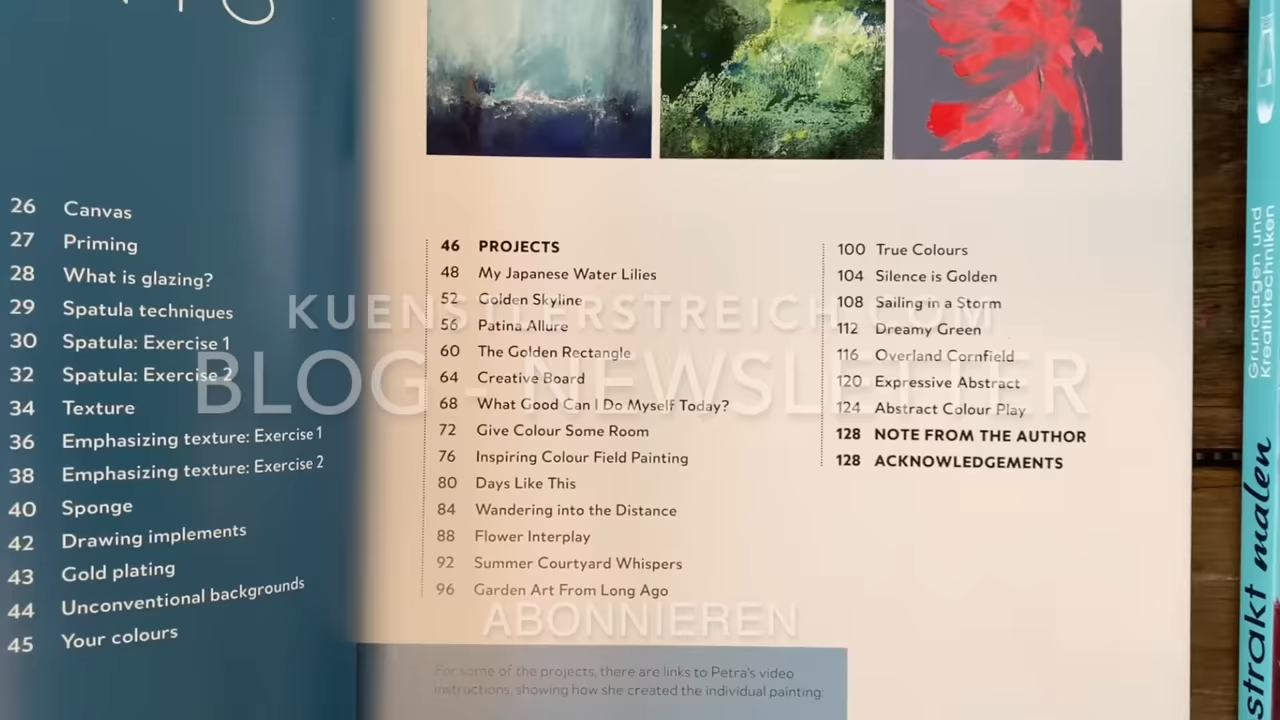 26 Canvas
27 Priming
28 What is glazing?
29 Spatula techniques
30 Spatula: Exercise 1
32 Spatula: Exercise 2
34 Texture
36 Emphasizing texture: Exercise 1
38 Emphasizing texture: Exercise 2
40 Sponge
42 Drawing implements
43 Gold plating
44 Unconventional backgrounds
45 Your colours
46 PROJECTS
48 My Japanese Water Lilies
52 Golden Skyline
56 Patina Allure
60 The Golden Rectangle
64 Creative Board
68 What Good Can I Do Myself Today?
72 Give Colour Some Room
76 Inspiring Colour Field Painting
80 Days Like This
84 Wandering into the Distance
88 Flower Interplay
92 Summer Courtyard Whispers
96 Garden Art From Long Ago
100 True Colours
104 Silence is Golden
108 Sailing in a Storm
112 Dreamy Green
116 Overland Cornfield
120 Expressive Abstract
124 Abstract Colour Play
128 NOTE FROM THE AUTHOR
128 ACKNOWLEDGEMENTS
For some of the projects, there are links to Petra's video
instructions, showing how she created the individual painting.
KUENSTLERSTREICH.COM
BLOG - NEWSLETTER
ABONNIEREN
Grundlagen und
Kreativtechniken
strakt malen